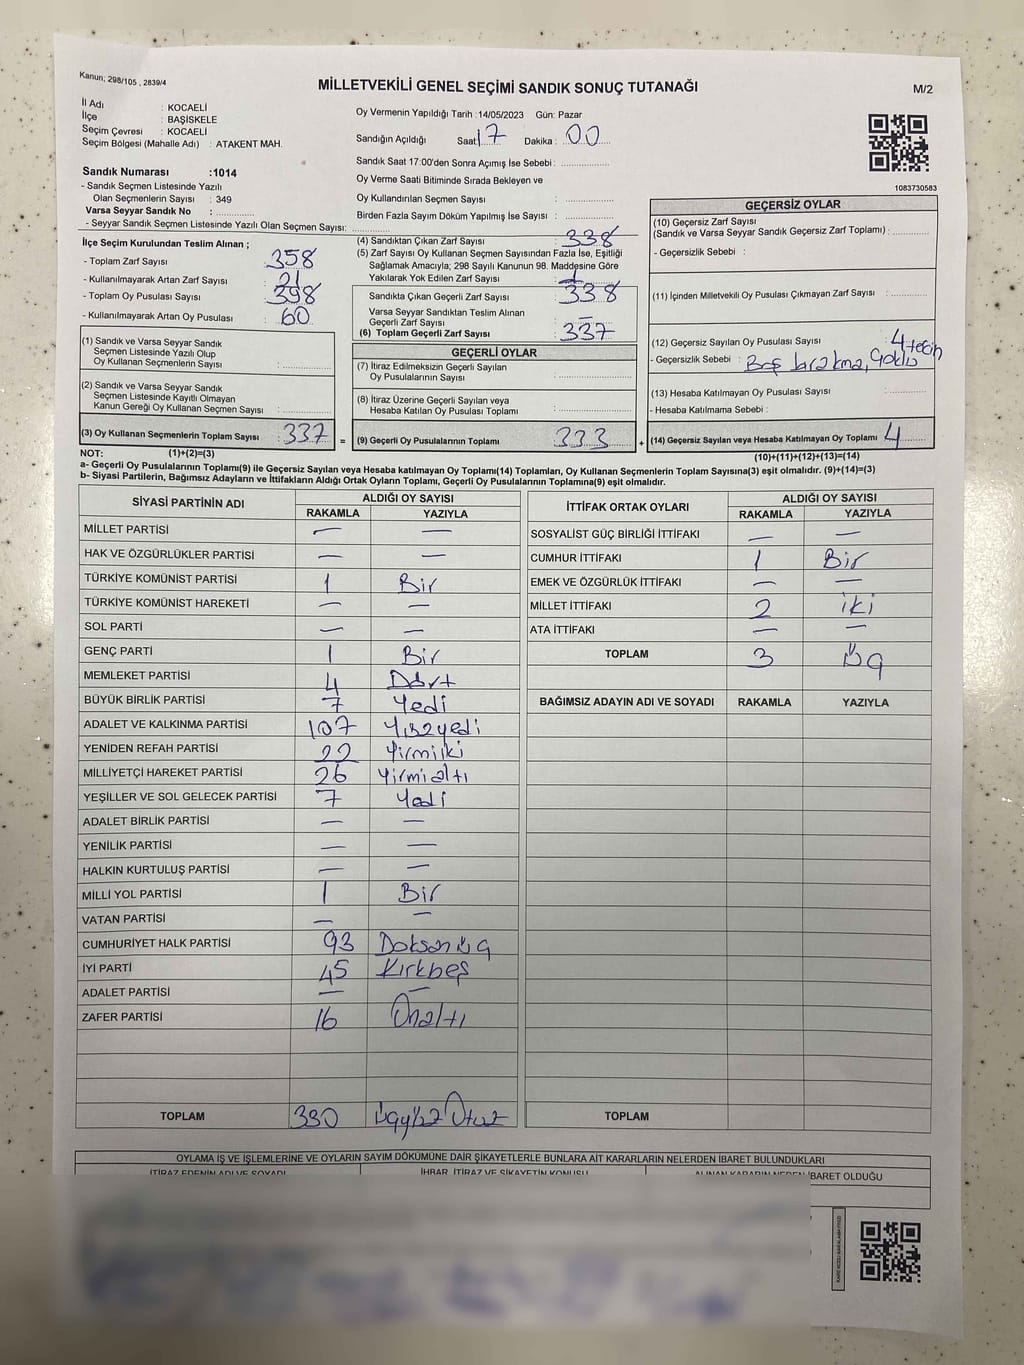 Kanun; 298/105 , 2839/4
MİLLETVEKİLİ GENEL SEÇİMİ SANDIK SONUÇ TUTANAĞI
M/2
İl Adı : KOCAELİ
İlçe : BAŞİSKELE
Seçim Çevresi : KOCAELİ
Seçim Bölgesi (Mahalle Adı) : ATAKENT MAH.
Oy Vermenin Yapıldığı Tarih :14/05/2023 Gün: Pazar
Sandığın Açıldığı Saat 17 Dakika : 00
Sandık Saat 17:00'den Sonra Açımış İse Sebebi :
Oy Verme Saati Bitiminde Sırada Bekleyen ve
Oy Kullandırılan Seçmen Sayısı :
Birden Fazla Sayım Döküm Yapılmış İse Sayısı :
1083730583
Sandık Numarası :1014
- Sandık Seçmen Listesinde Yazılı
Olan Seçmenlerin Sayısı : 349
Varsa Seyyar Sandık No :
- Seyyar Sandık Seçmen Listesinde Yazılı Olan Seçmen Sayısı:
İlçe Seçim Kurulundan Teslim Alınan ;
- Toplam Zarf Sayısı : 358
- Kullanılmayarak Artan Zarf Sayısı : 21
- Toplam Oy Pusulası Sayısı : 398
- Kullanılmayarak Artan Oy Pusulası : 60
(4) Sandıktan Çıkan Zarf Sayısı : 338
(5) Zarf Sayısı Oy Kullanan Seçmen Sayısından Fazla İse, Eşitliği
Sağlamak Amacıyla; 298 Sayılı Kanunun 98. Maddesine Göre
Yakılarak Yok Edilen Zarf Sayısı : 1
Sandıkta Çıkan Geçerli Zarf Sayısı : 338
Varsa Seyyar Sandıktan Teslim Alınan
Geçerli Zarf Sayısı : —
(6) Toplam Geçerli Zarf Sayısı : 337
GEÇERSİZ OYLAR
(10) Geçersiz Zarf Sayısı
(Sandık ve Varsa Seyyar Sandık Geçersiz Zarf Toplamı) :
- Geçersizlik Sebebi :
(11) İçinden Milletvekili Oy Pusulası Çıkmayan Zarf Sayısı :
(12) Geçersiz Sayılan Oy Pusulası Sayısı : 4
- Geçersizlik Sebebi : Boş bırakma,
(13) Hesaba Katılmayan Oy Pusulası Sayısı :
- Hesaba Katılmama Sebebi :
(14) Geçersiz Sayılan veya Hesaba Katılmayan Oy Toplamı : 4
(10)+(11)+(12)+(13)=(14)
(1) Sandık ve Varsa Seyyar Sandık
Seçmen Listesinde Yazılı Olup
Oy Kullanan Seçmenlerin Sayısı :
(2) Sandık ve Varsa Seyyar Sandık
Seçmen Listesinde Kayıtlı Olmayan
Kanun Gereği Oy Kullanan Seçmen Sayısı :
(3) Oy Kullanan Seçmenlerin Toplam Sayısı : 337 =
GEÇERLİ OYLAR
(7) İtiraz Edilmeksizin Geçerli Sayılan
Oy Pusulalarının Sayısı :
(8) İtiraz Üzerine Geçerli Sayılan veya
Hesaba Katılan Oy Pusulası Toplamı :
(9) Geçerli Oy Pusulalarının Toplamı : 333 +
NOT: (1)+(2)=(3)
a- Geçerli Oy Pusulalarının Toplamı(9) ile Geçersiz Sayılan veya Hesaba katılmayan Oy Toplamı(14) Toplamları, Oy Kullanan Seçmenlerin Toplam Sayısına(3) eşit olmalıdır. (9)+(14)=(3)
b- Siyasi Partilerin, Bağımsız Adayların ve İttifakların Aldığı Ortak Oyların Toplamı, Geçerli Oy Pusulalarının Toplamına(9) eşit olmalıdır.
SİYASİ PARTİNİN ADI ALDIĞI OY SAYISI
RAKAMLA YAZIYLA
MİLLET PARTİSİ — —
HAK VE ÖZGÜRLÜKLER PARTİSİ — —
TÜRKİYE KOMÜNİST PARTİSİ 1 Bir
TÜRKİYE KOMÜNİST HAREKETİ — —
SOL PARTİ — —
GENÇ PARTİ 1 Bir
MEMLEKET PARTİSİ 4 Dört
BÜYÜK BİRLİK PARTİSİ 7 Yedi
ADALET VE KALKINMA PARTİSİ 107 Yüzyedi
YENİDEN REFAH PARTİSİ 22 Yirmiiki
MİLLİYETÇİ HAREKET PARTİSİ 26 Yirmialtı
YEŞİLLER VE SOL GELECEK PARTİSİ 7 Yedi
ADALET BİRLİK PARTİSİ — —
YENİLİK PARTİSİ — —
HALKIN KURTULUŞ PARTİSİ — —
MİLLİ YOL PARTİSİ 1 Bir
VATAN PARTİSİ — —
CUMHURİYET HALK PARTİSİ 93 Doksanüç
İYİ PARTİ 45 Kırkbeş
ADALET PARTİSİ — —
ZAFER PARTİSİ 16 Onaltı
TOPLAM 330 Üçyüz Otuz
İTTİFAK ORTAK OYLARI ALDIĞI OY SAYISI
RAKAMLA YAZIYLA
SOSYALİST GÜÇ BİRLİĞİ İTTİFAKI — —
CUMHUR İTTİFAKI 1 Bir
EMEK VE ÖZGÜRLÜK İTTİFAKI — —
MİLLET İTTİFAKI 2 iki
ATA İTTİFAKI — —
TOPLAM 3 Üç
BAĞIMSIZ ADAYIN ADI VE SOYADI RAKAMLA YAZIYLA
TOPLAM
OYLAMA İŞ VE İŞLEMLERİNE VE OYLARIN SAYIM DÖKÜMÜNE DAİR ŞİKAYETLERLE BUNLARA AİT KARARLARIN NELERDEN İBARET BULUNDUKLARI
İTİRAZ EDENİN ADI VE SOYADI İHBAR, İTİRAZ VE ŞİKAYETİN KONUSU ALINAN KARARIN NEDEN İBARET OLDUĞU